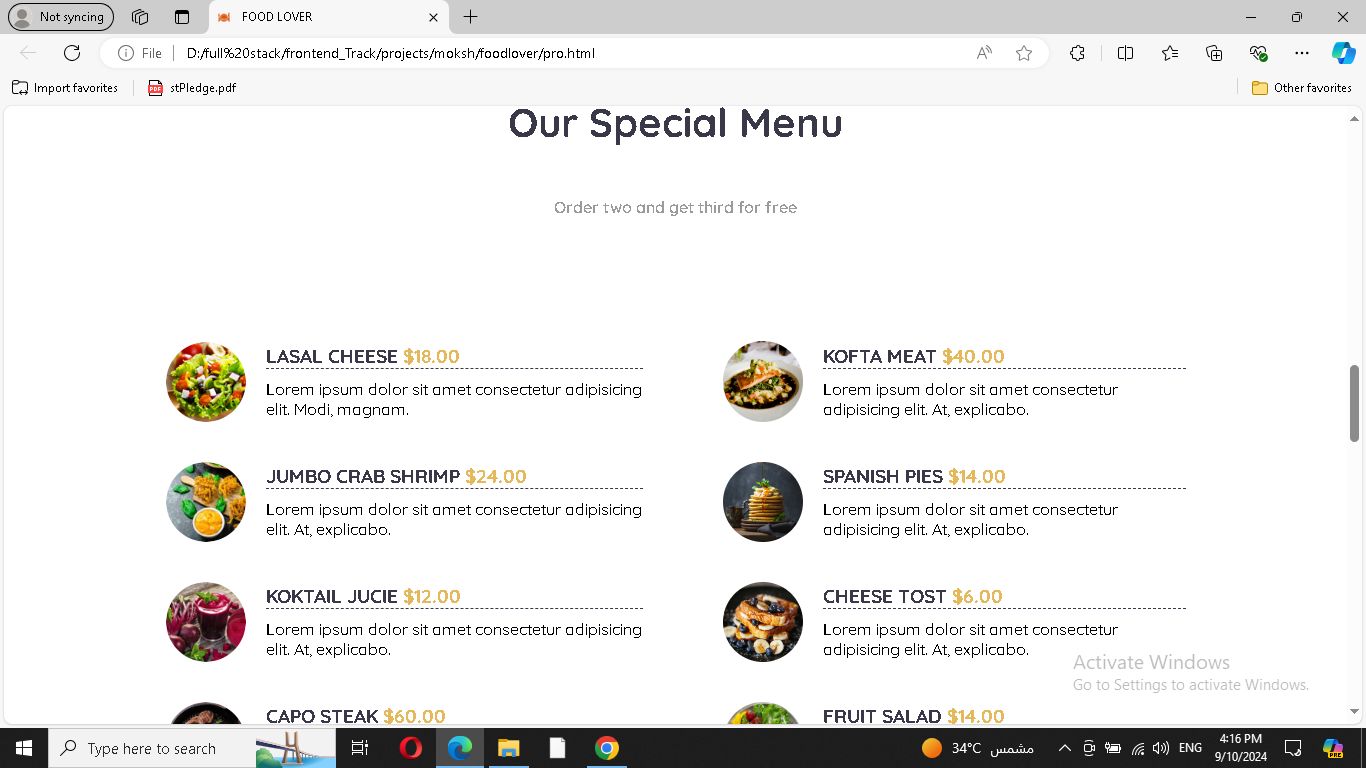 Not syncing
FOOD LOVER
File
D:/full%20stack/frontend_Track/projects/moksh/foodlover/pro.html
Import favorites
PDF
stPledge.pdf
Other favorites
Our Special Menu
Order two and get third for free
LASAL CHEESE $18.00
Lorem ipsum dolor sit amet consectetur adipisicing
elit. Modi, magnam.
KOFTA MEAT $40.00
Lorem ipsum dolor sit amet consectetur
adipisicing elit. At, explicabo.
JUMBO CRAB SHRIMP $24.00
Lorem ipsum dolor sit amet consectetur adipisicing
elit. At, explicabo.
SPANISH PIES $14.00
Lorem ipsum dolor sit amet consectetur
adipisicing elit. At, explicabo.
KOKTAIL JUCIE $12.00
Lorem ipsum dolor sit amet consectetur adipisicing
elit. At, explicabo.
CHEESE TOST $6.00
Lorem ipsum dolor sit amet consectetur
adipisicing elit. At, explicabo.
CAPO STEAK $60.00
FRUIT SALAD $14.00
Activate Windows
Go to Settings to activate Windows.
Type here to search
34°C مشمس
ENG
4:16 PM
9/10/2024
PRE